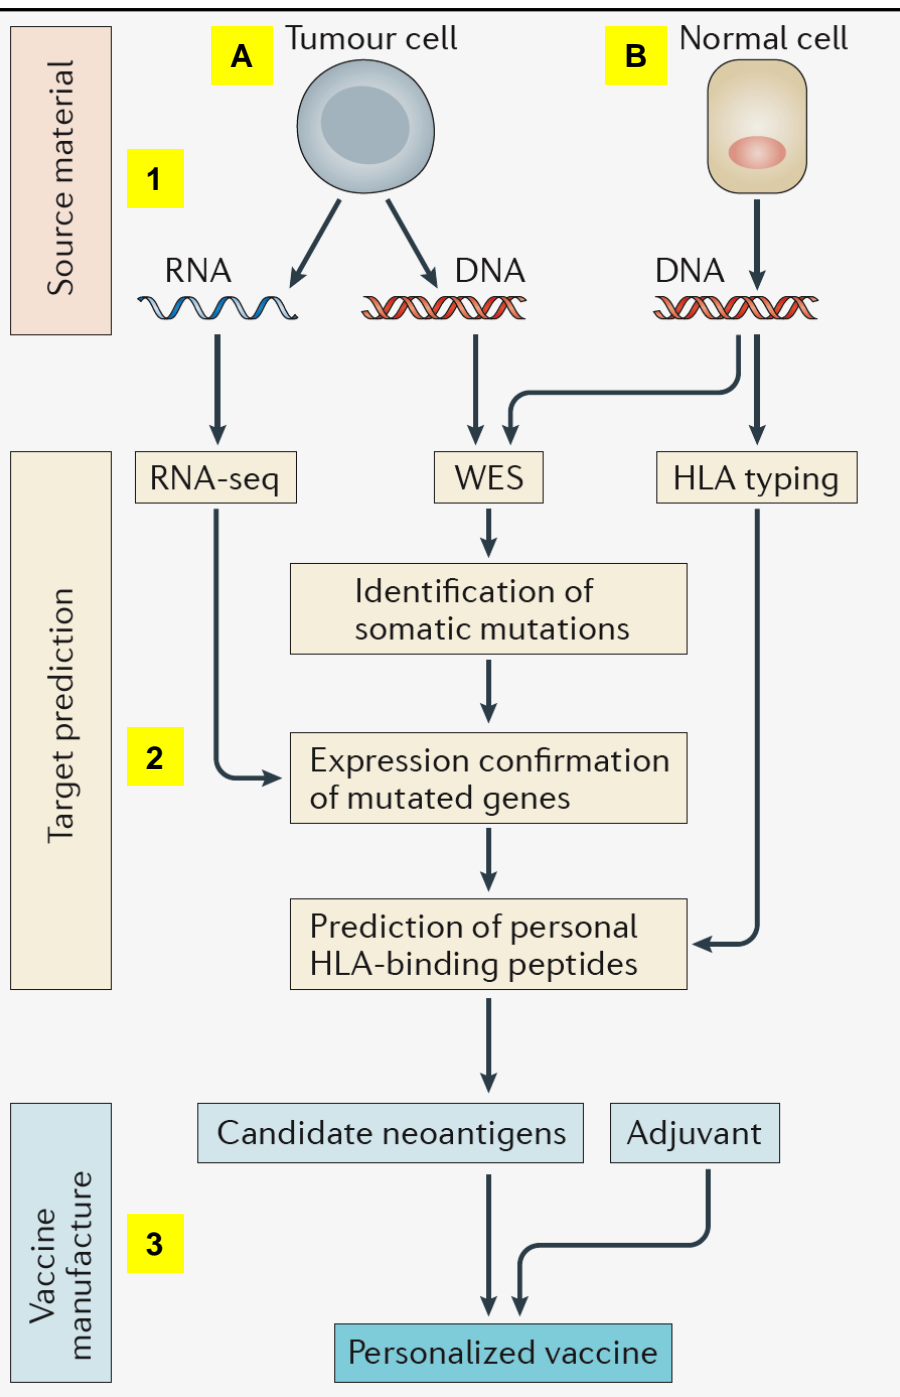 A
Tumour cell
B
Normal cell
Source material
1
RNA
DNA
DNA
RNA-seq
WES
HLA typing
Identification of
somatic mutations
Target prediction
2
Expression confirmation
of mutated genes
Prediction of personal
HLA-binding peptides
Candidate neoantigens
Adjuvant
Vaccine
manufacture
3
Personalized vaccine